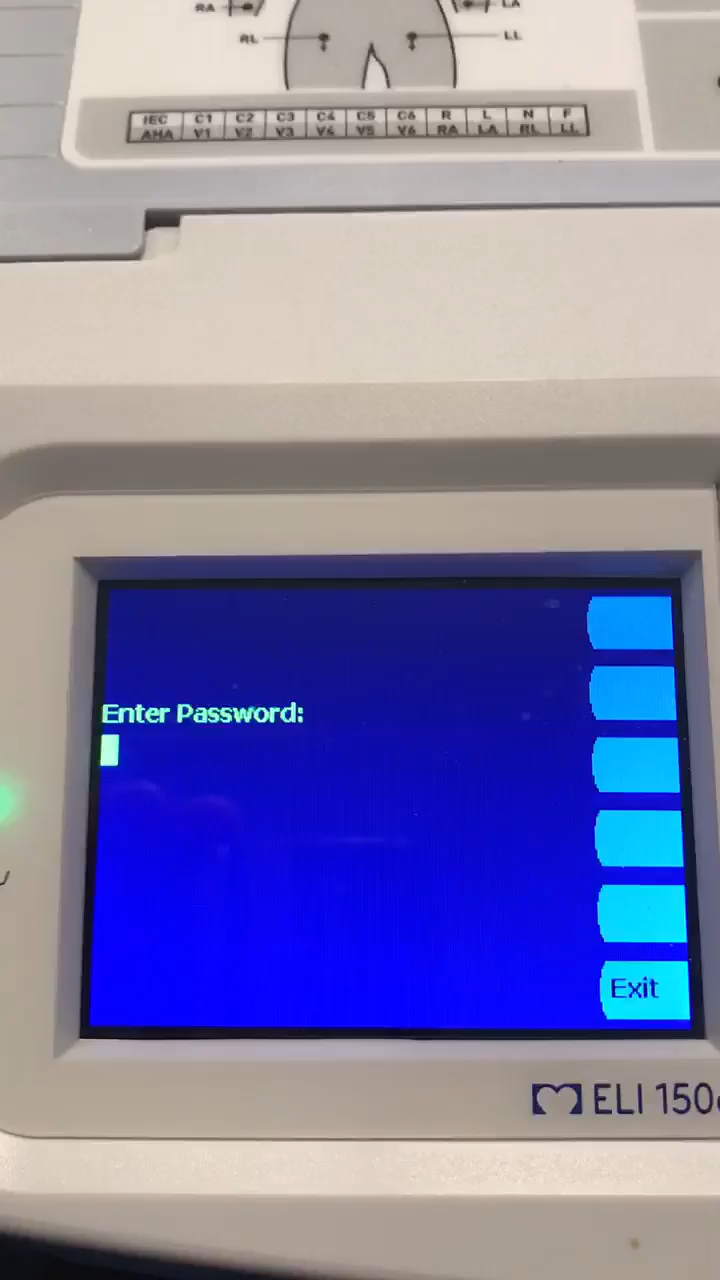 RA
LA
RL
LL
IEC C1 C2 C3 C4 C5 C6 R L N F
AHA V1 V2 V3 V4 V5 V6 RA LA RL LL
Enter Password:
Exit
ELI 150